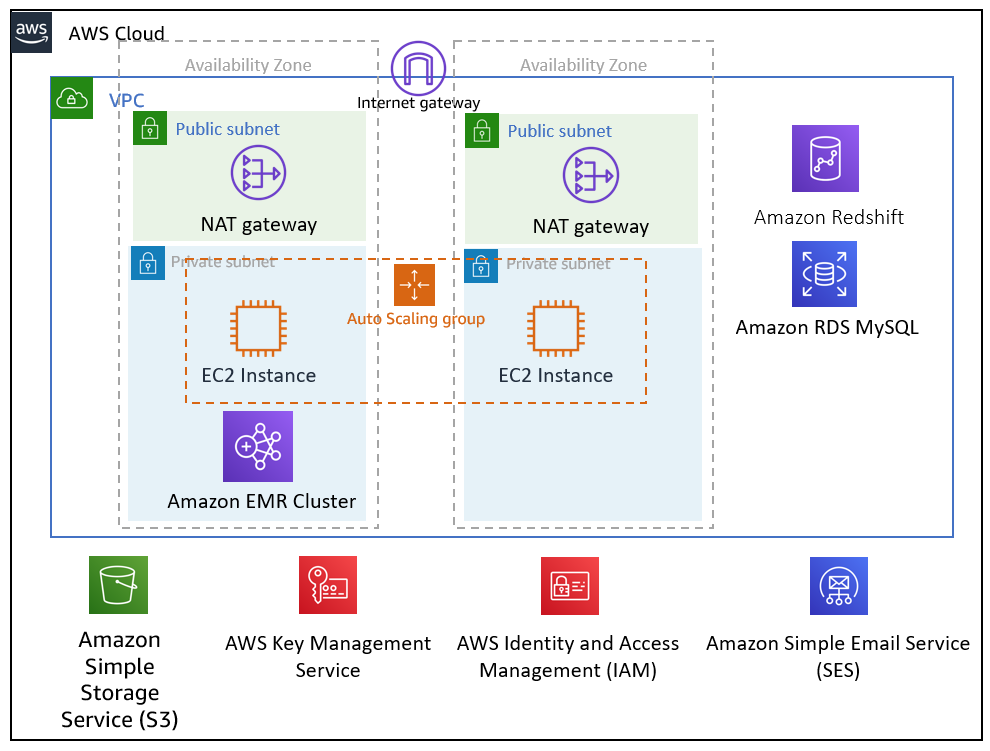 aws
AWS Cloud
Availability Zone
Availability Zone
Internet gateway
VPC
Public subnet
Public subnet
NAT gateway
NAT gateway
Amazon Redshift
Private subnet
Private subnet
Auto Scaling group
Amazon RDS MySQL
EC2 Instance
EC2 Instance
Amazon EMR Cluster
Amazon
Simple
Storage
Service (S3)
AWS Key Management
Service
AWS Identity and Access
Management (IAM)
Amazon Simple Email Service
(SES)